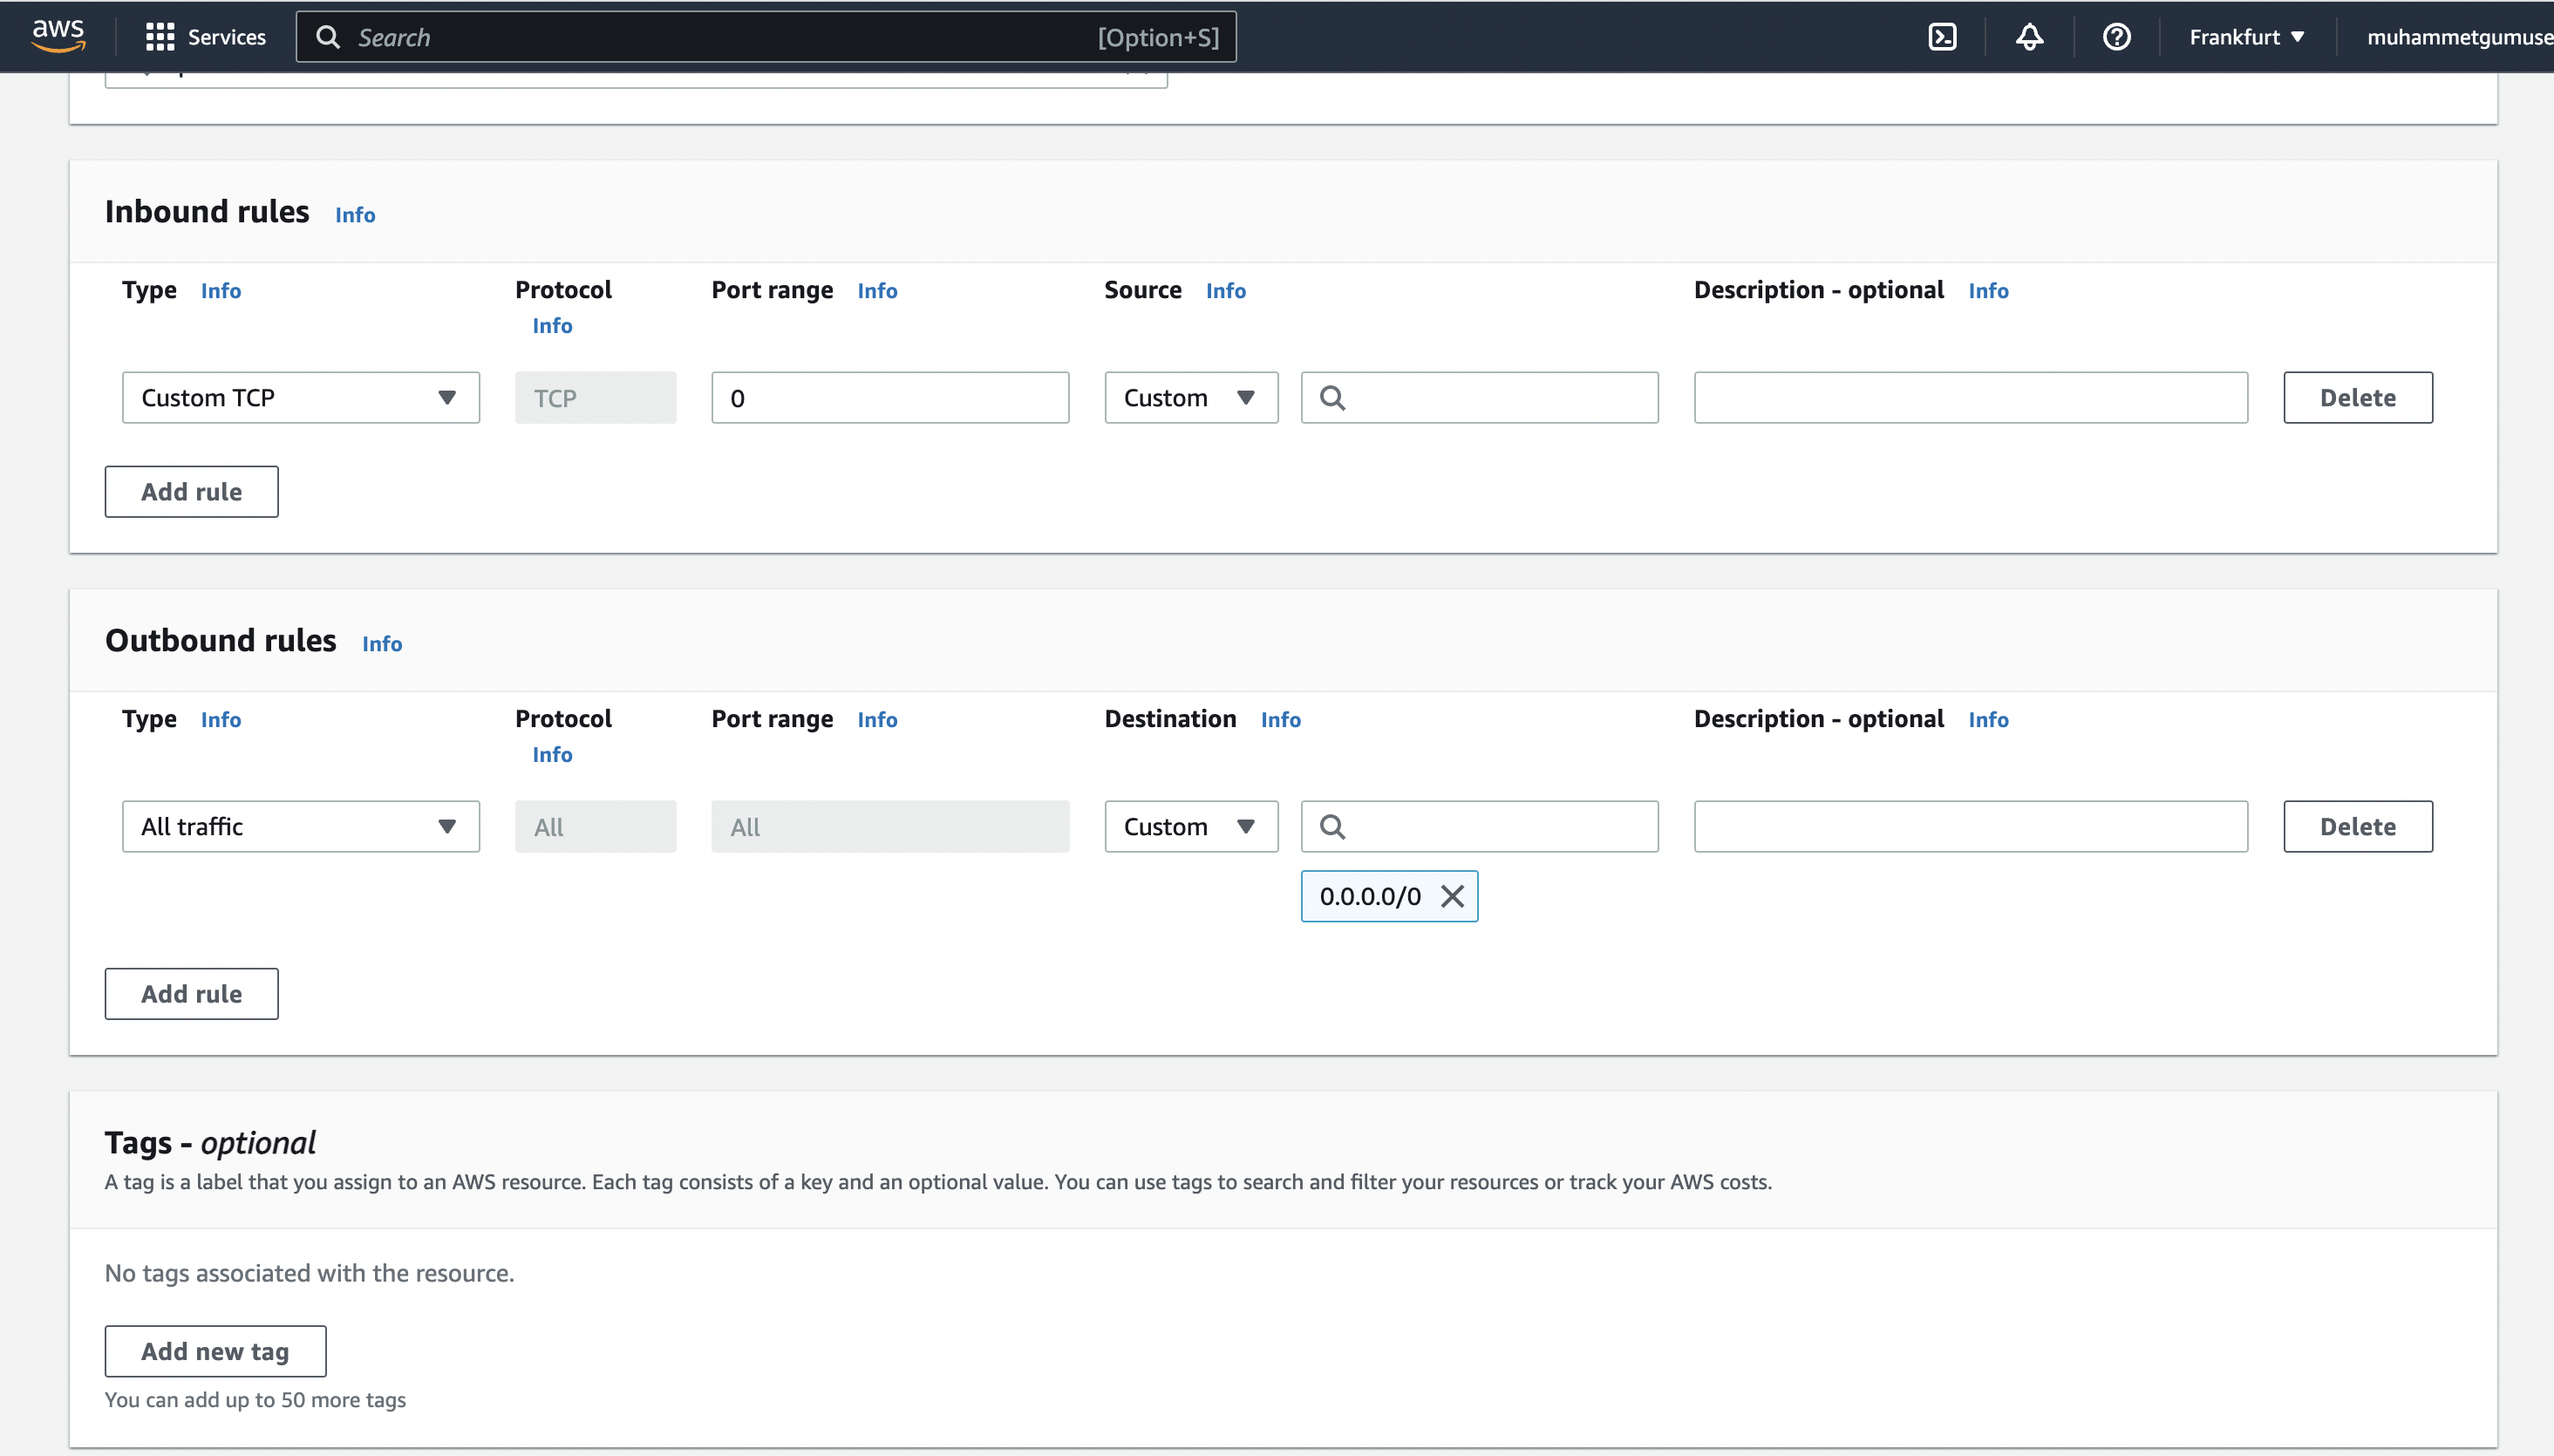 aws
Services
Search
[Option+S]
Frankfurt
muhammetgumuse
Inbound rules Info
Type Info Protocol Info Port range Info Source Info Description - optional Info
Custom TCP TCP 0 Custom Delete
Add rule
Outbound rules Info
Type Info Protocol Info Port range Info Destination Info Description - optional Info
All traffic All All Custom Delete
0.0.0.0/0
Add rule
Tags - optional
A tag is a label that you assign to an AWS resource. Each tag consists of a key and an optional value. You can use tags to search and filter your resources or track your AWS costs.
No tags associated with the resource.
Add new tag
You can add up to 50 more tags